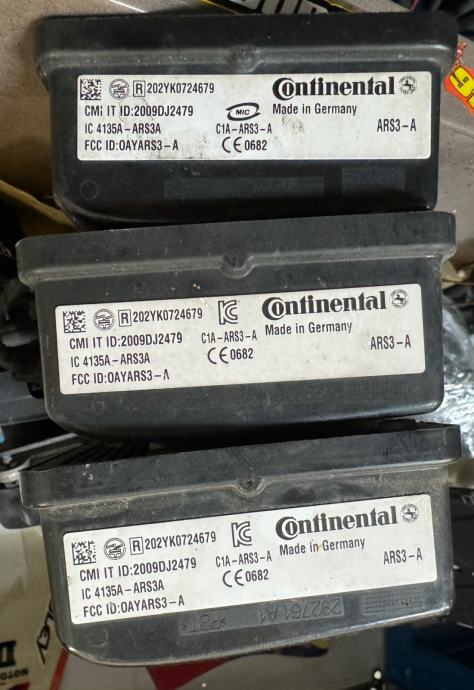 R 202YK0724679
Continental
CMI IT ID:2009DJ2479
MIC
Made in Germany
IC 4135A-ARS3A
C1A-ARS3-A
ARS3-A
FCC ID:OAYARS3-A
CE0682
R 202YK0724679
Continental
CMI IT ID:2009DJ2479
C1A-ARS3-A
Made in Germany
IC 4135A-ARS3A
CE0682
ARS3-A
FCC ID:OAYARS3-A
R 202YK0724679
Continental
CMI IT ID:2009DJ2479
C1A-ARS3-A
Made in Germany
IC 4135A-ARS3A
CE0682
ARS3-A
FCC ID:OAYARS3-A
292761A1